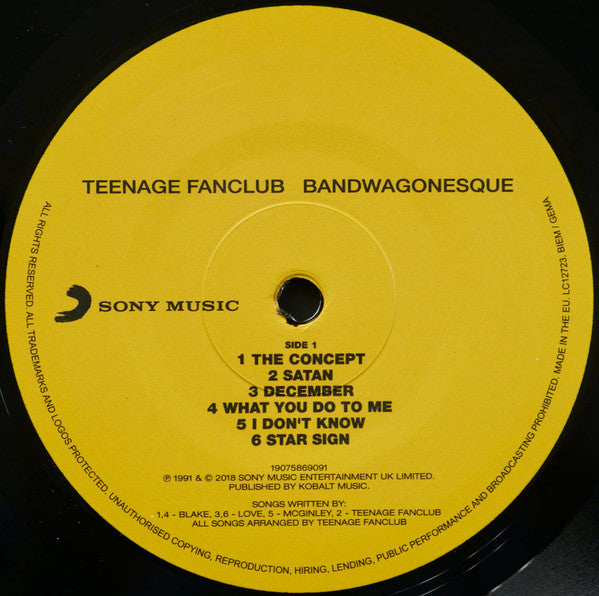 TEENAGE FANCLUB BANDWAGONESQUE
SONY MUSIC
SIDE 1
1 THE CONCEPT
2 SATAN
3 DECEMBER
4 WHAT YOU DO TO ME
5 I DON'T KNOW
6 STAR SIGN
19075869091
℗ 1991 & © 2018 SONY MUSIC ENTERTAINMENT UK LIMITED.
PUBLISHED BY KOBALT MUSIC.
SONGS WRITTEN BY:
1,4 - BLAKE, 3,6 - LOVE, 5 - MCGINLEY, 2 - TEENAGE FANCLUB
ALL SONGS ARRANGED BY TEENAGE FANCLUB
ALL RIGHTS RESERVED. ALL TRADEMARKS AND LOGOS PROTECTED. UNAUTHORISED COPYING, REPRODUCTION, HIRING, LENDING, PUBLIC PERFORMANCE AND BROADCASTING PROHIBITED. MADE IN THE EU. LC12723. BIEM / GEMA